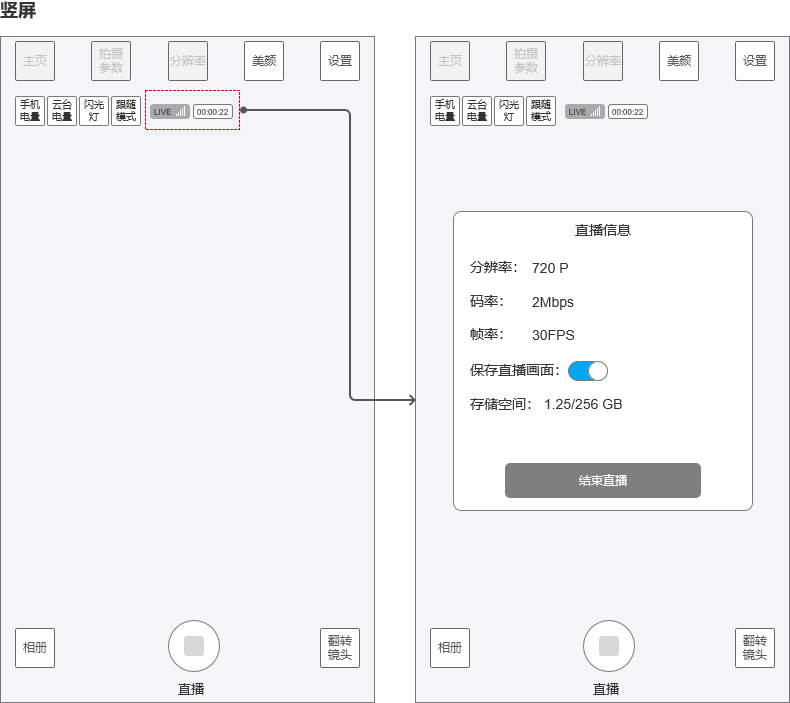 竖屏
主页
拍摄
参数
分辨率
美颜
设置
手机
电量
云台
电量
闪光
灯
跟随
模式
LIVE
00:00:22
相册
直播
翻转
镜头
主页
拍摄
参数
分辨率
美颜
设置
手机
电量
云台
电量
闪光
灯
跟随
模式
LIVE
00:00:22
直播信息
分辨率： 720 P
码率： 2Mbps
帧率： 30FPS
保存直播画面：
存储空间： 1.25/256 GB
结束直播
相册
直播
翻转
镜头